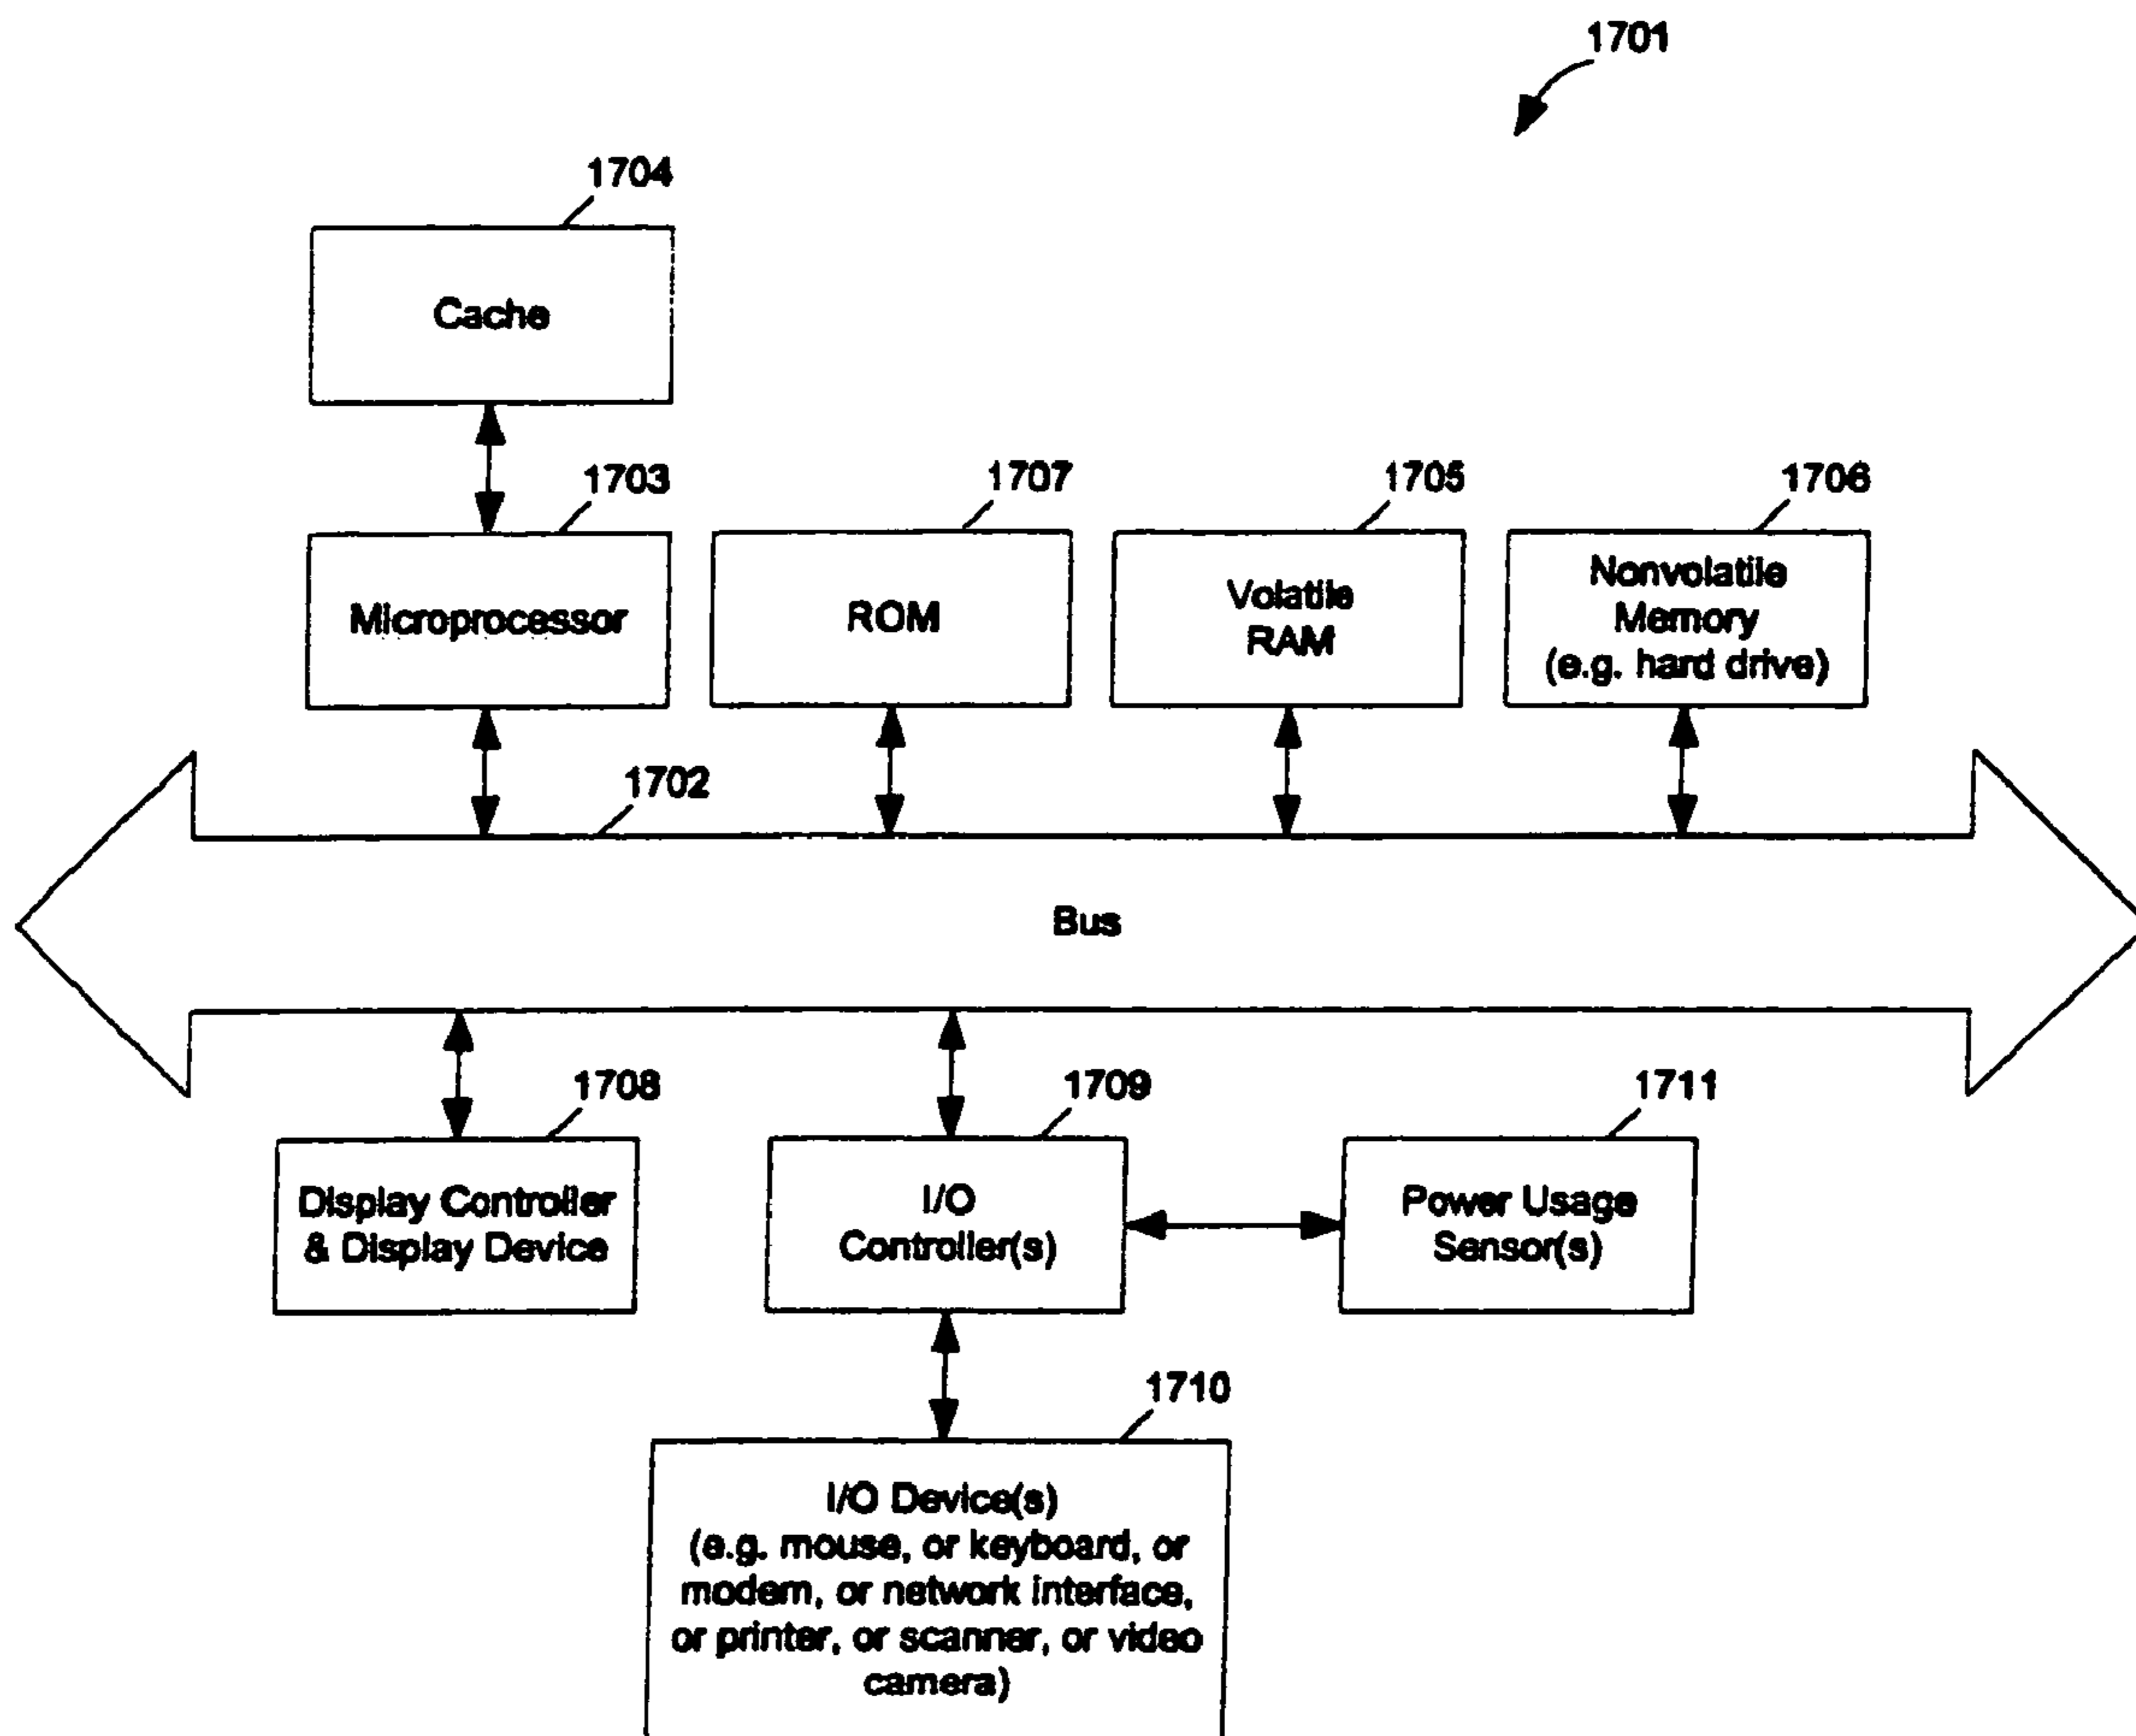 1701
1704
Cache
1703
1707
1705
1706
Microprocessor
ROM
Volatile
RAM
Nonvolatile
Memory
(e.g. hard drive)
1702
Bus
1708
1709
1711
Display Controller
& Display Device
I/O
Controller(s)
Power Usage
Sensor(s)
1710
I/O Device(s)
(e.g. mouse, or keyboard, or
modem, or network interface,
or printer, or scanner, or video
camera)